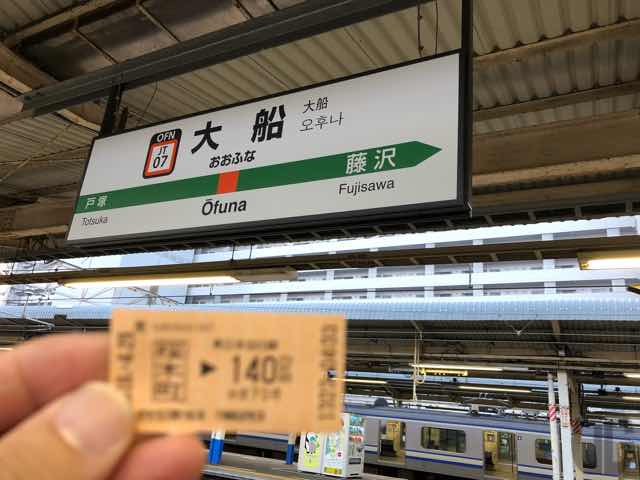 OFN
JT
07
大船
大船
오후나
おおふな
戸塚
藤沢
Totsuka
Ōfuna
Fujisawa
140